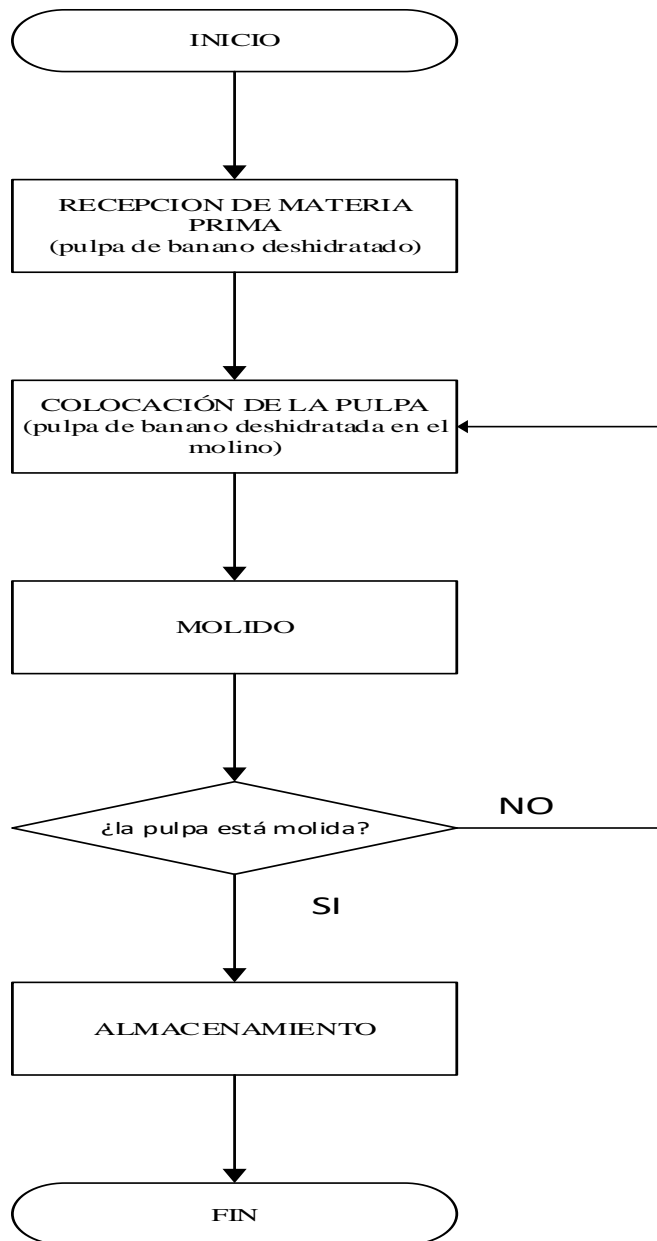 INICIO
RECEPCION DE MATERIA
PRIMA
(pulpa de banano deshidratado)
COLOCACIÓN DE LA PULPA
(pulpa de banano deshidratada en el
molino)
MOLIDO
¿la pulpa está molida?
NO
SI
ALMACENAMIENTO
FIN